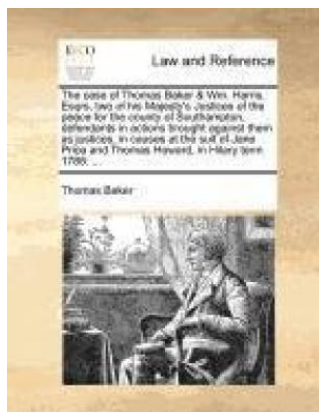 ECCO
Law and Reference
The case of Thomas Baker & Wm. Harris,
Esqrs, two of his Majesty's Justices of the
peace for the county of Southampton,
defendants in actions brought against them
as justices, in causes at the suit of Jane
Price and Thomas Howard, in Hilary term
1786. ...
Thomas Baker